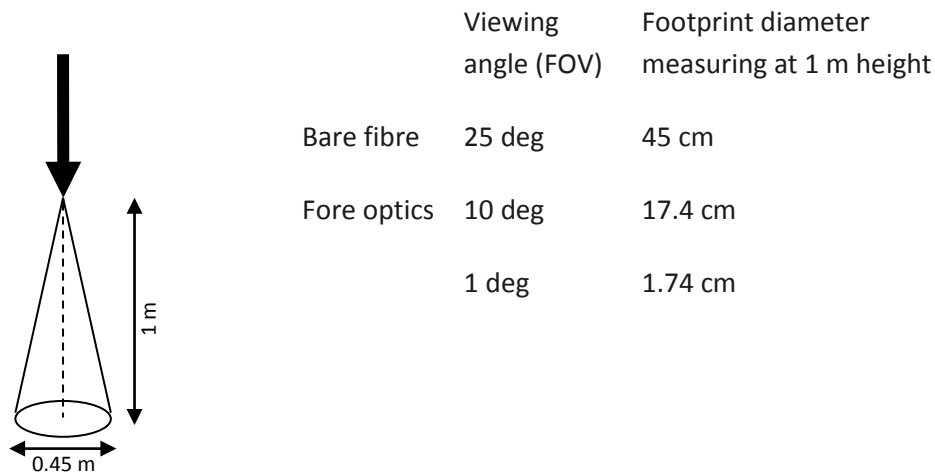 Viewing Footprint diameter
angle (FOV) measuring at 1 m height
Bare fibre 25 deg 45 cm
Fore optics 10 deg 17.4 cm
1 deg 1.74 cm
1 m
0.45 m